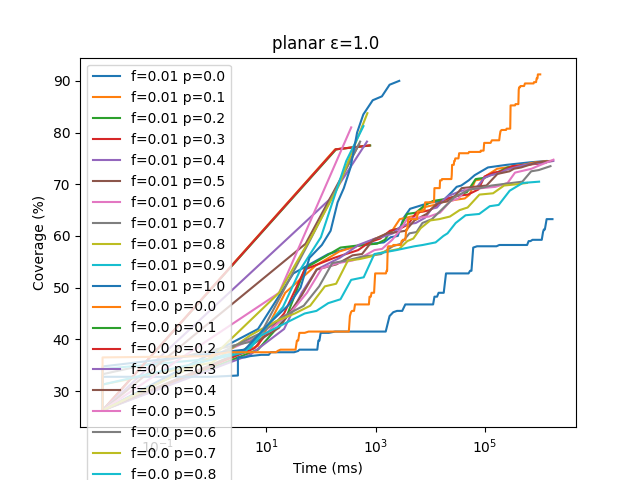 planar ε=1.0
Coverage (%)
90
80
70
60
50
40
30
f=0.01 p=0.0
f=0.01 p=0.1
f=0.01 p=0.2
f=0.01 p=0.3
f=0.01 p=0.4
f=0.01 p=0.5
f=0.01 p=0.6
f=0.01 p=0.7
f=0.01 p=0.8
f=0.01 p=0.9
f=0.01 p=1.0
f=0.0 p=0.0
f=0.0 p=0.1
f=0.0 p=0.2
f=0.0 p=0.3
f=0.0 p=0.4
f=0.0 p=0.5
f=0.0 p=0.6
f=0.0 p=0.7
f=0.0 p=0.8
10⁻¹ 10¹ 10³ 10⁵
Time (ms)